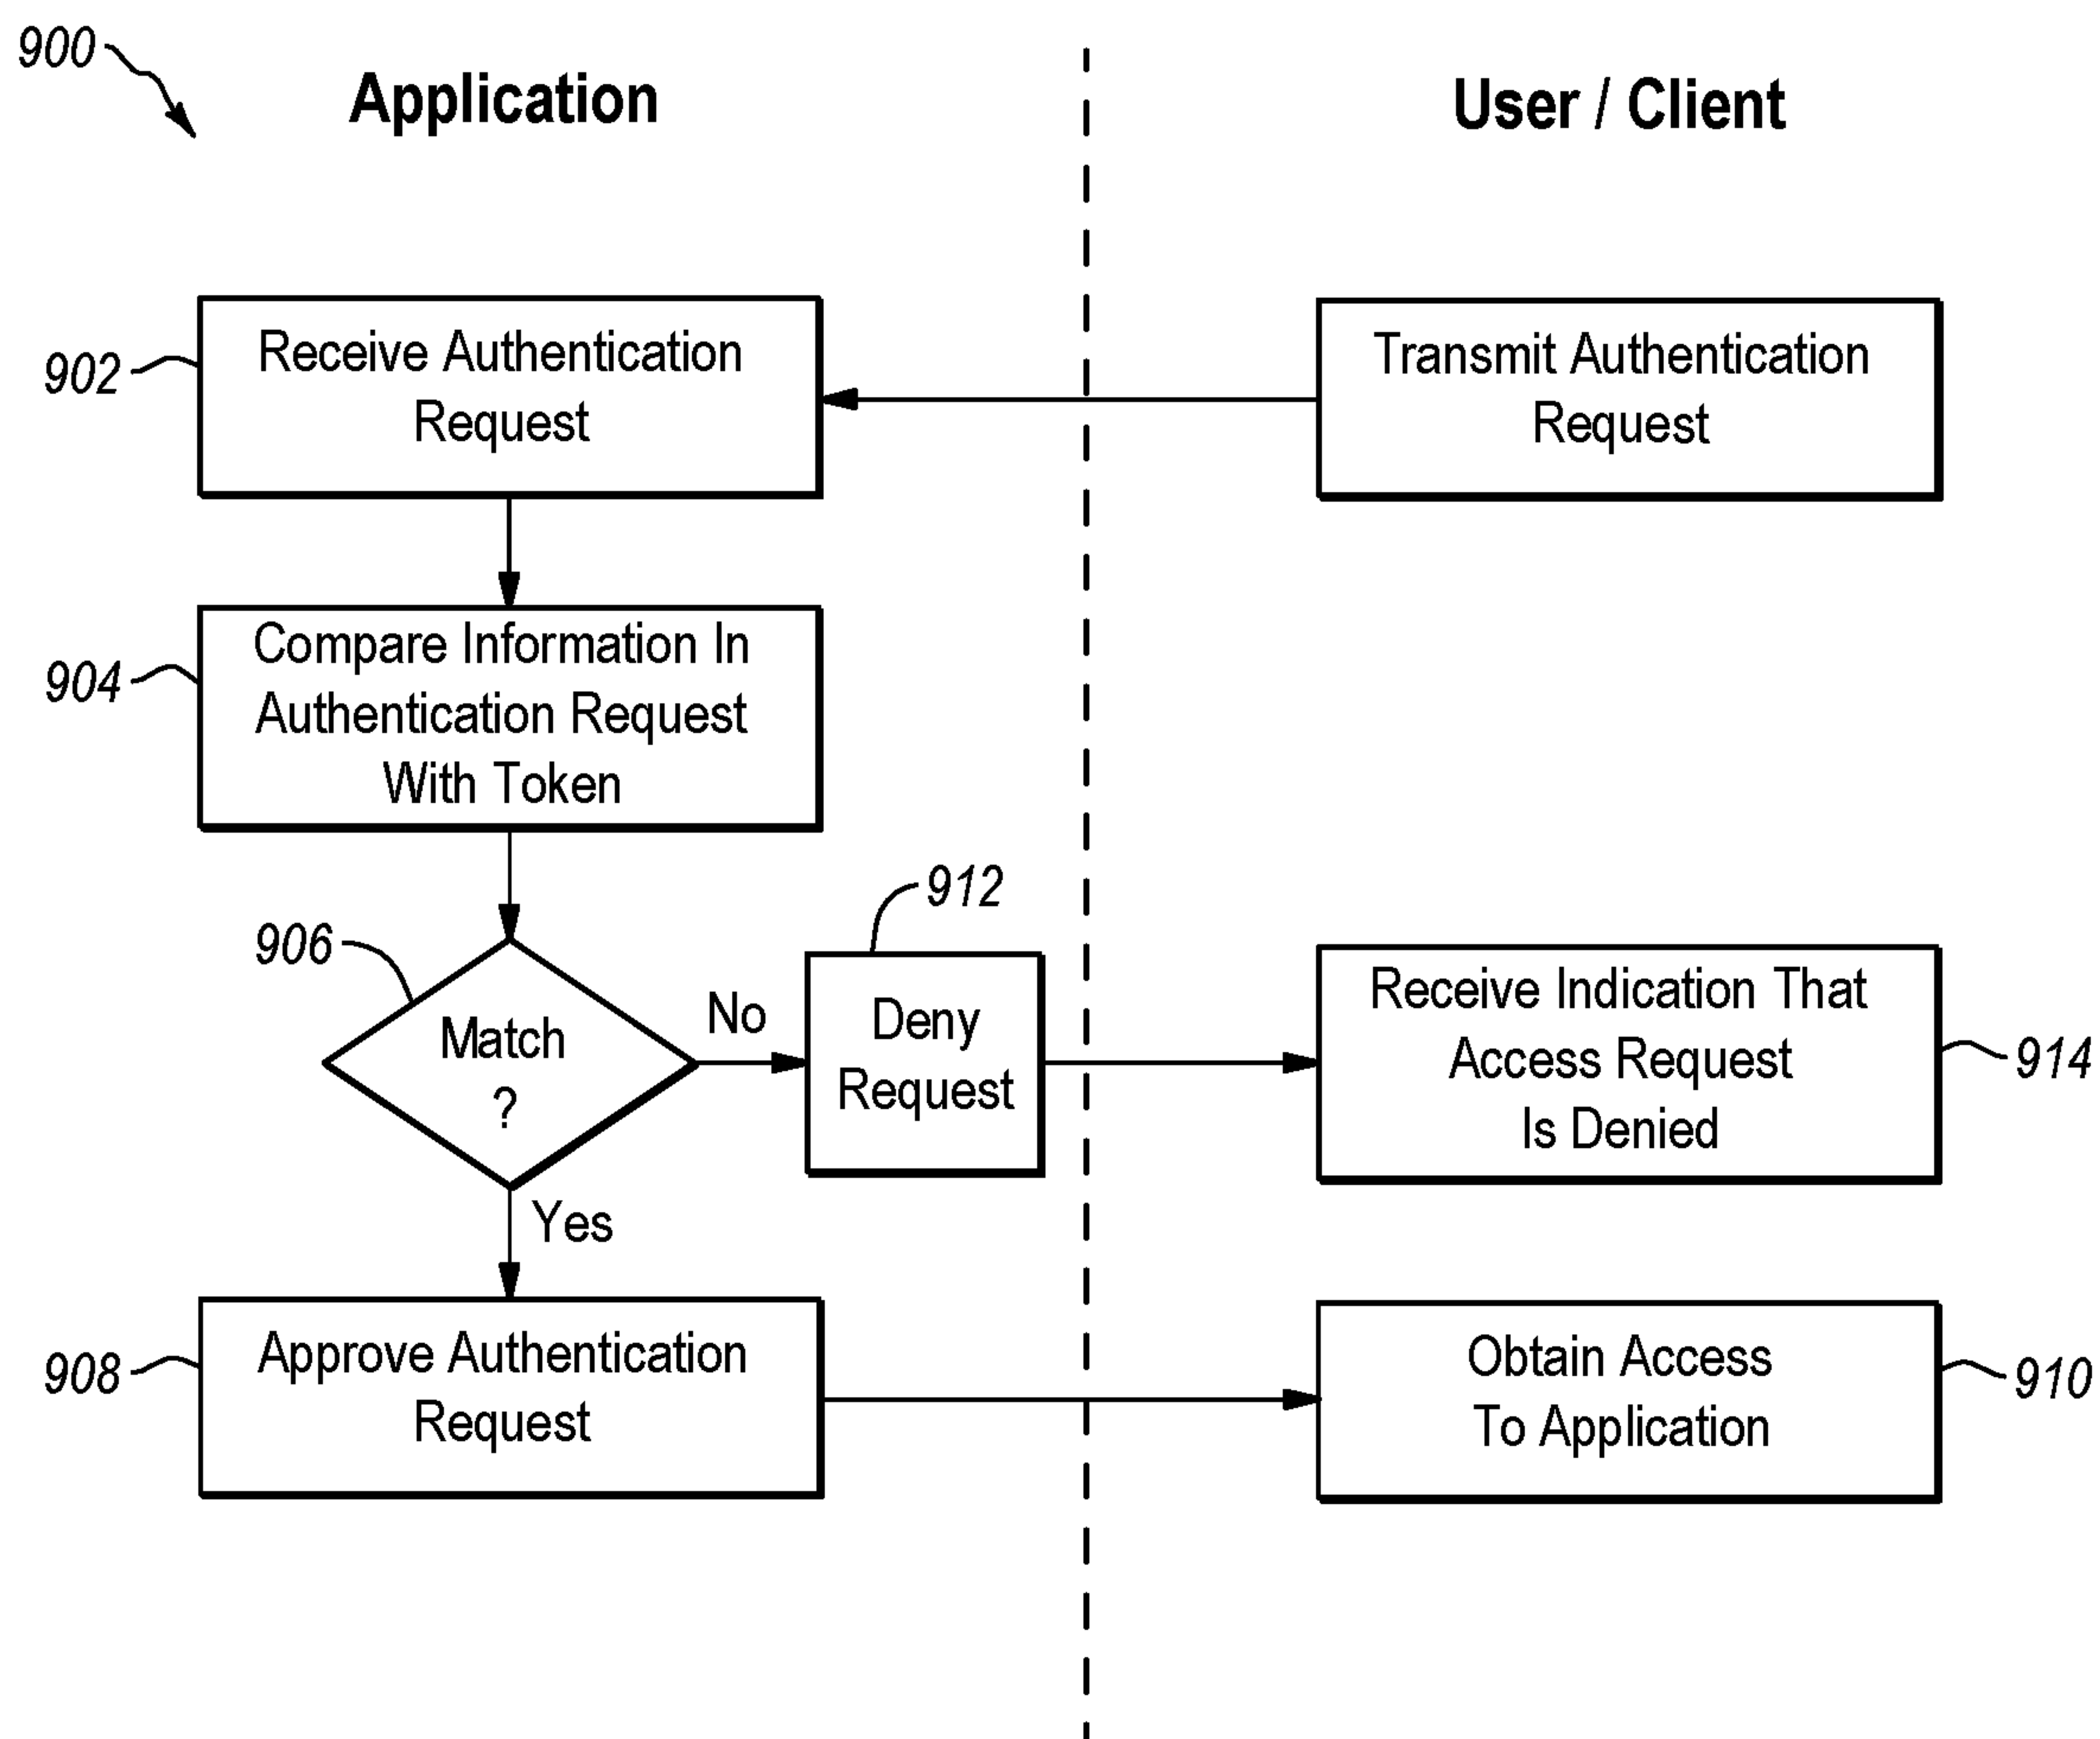 900
Application
User / Client
902
Receive Authentication
Request
Transmit Authentication
Request
904
Compare Information In
Authentication Request
With Token
906
Match
?
No
912
Deny
Request
Receive Indication That
Access Request
Is Denied
914
Yes
908
Approve Authentication
Request
Obtain Access
To Application
910